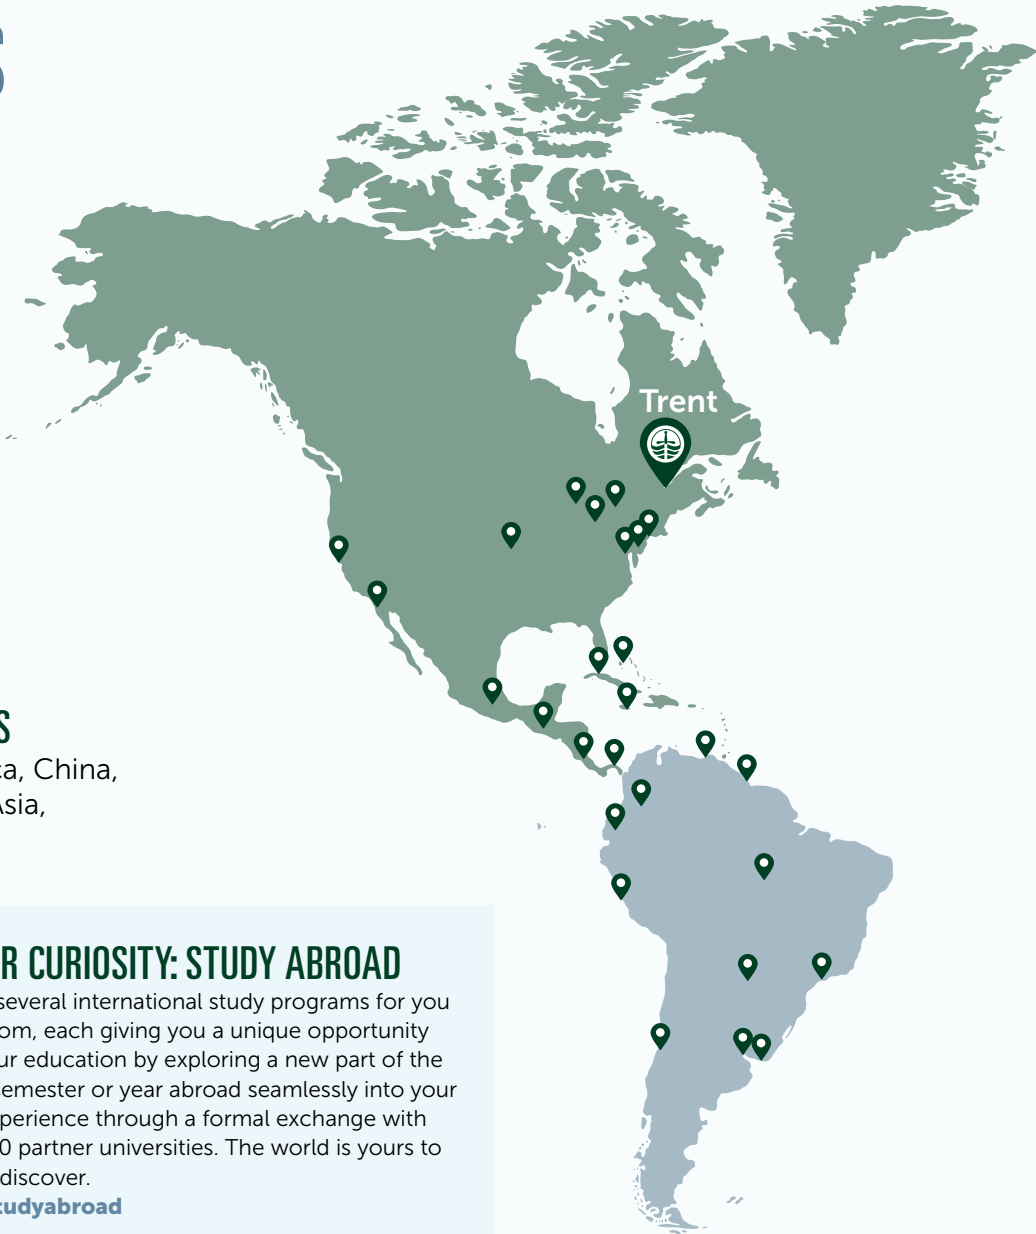 S
Trent
S
ca, China,
Asia,
R CURIOSITY: STUDY ABROAD
several international study programs for you
om, each giving you a unique opportunity
ur education by exploring a new part of the
semester or year abroad seamlessly into your
perience through a formal exchange with
0 partner universities. The world is yours to
discover.
tudyabroad